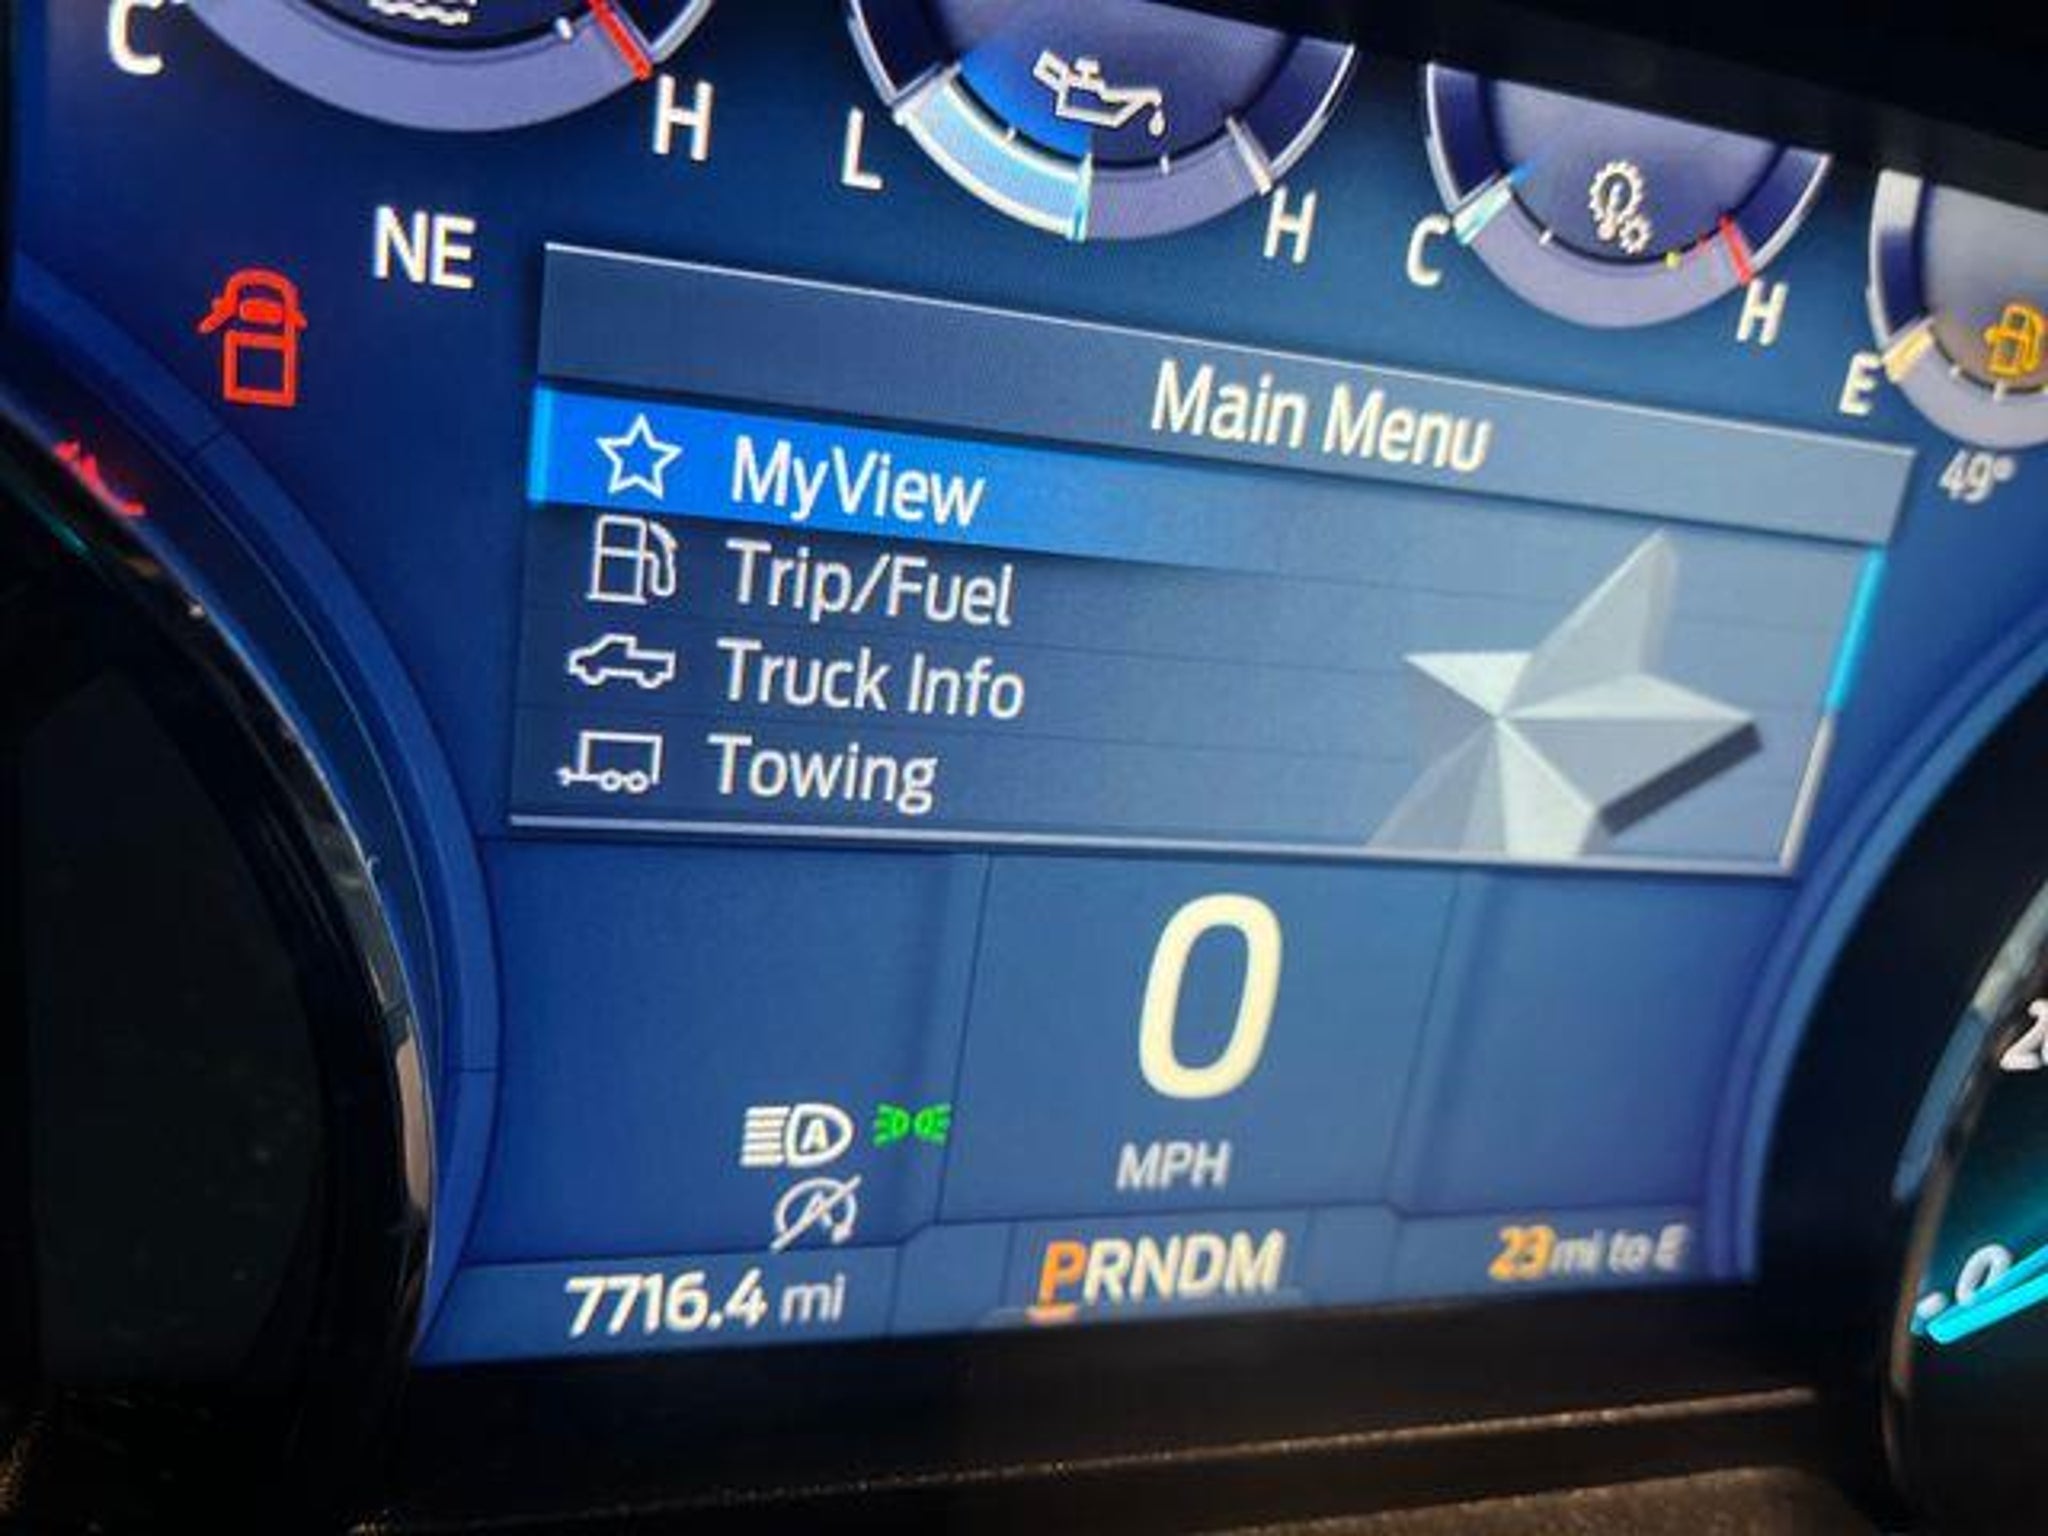 C
H
L
H
C
H
E
NE
49°
Main Menu
MyView
Trip/Fuel
Truck Info
Towing
0
MPH
A
7716.4 mi
PRNDM
23 mi to E
0